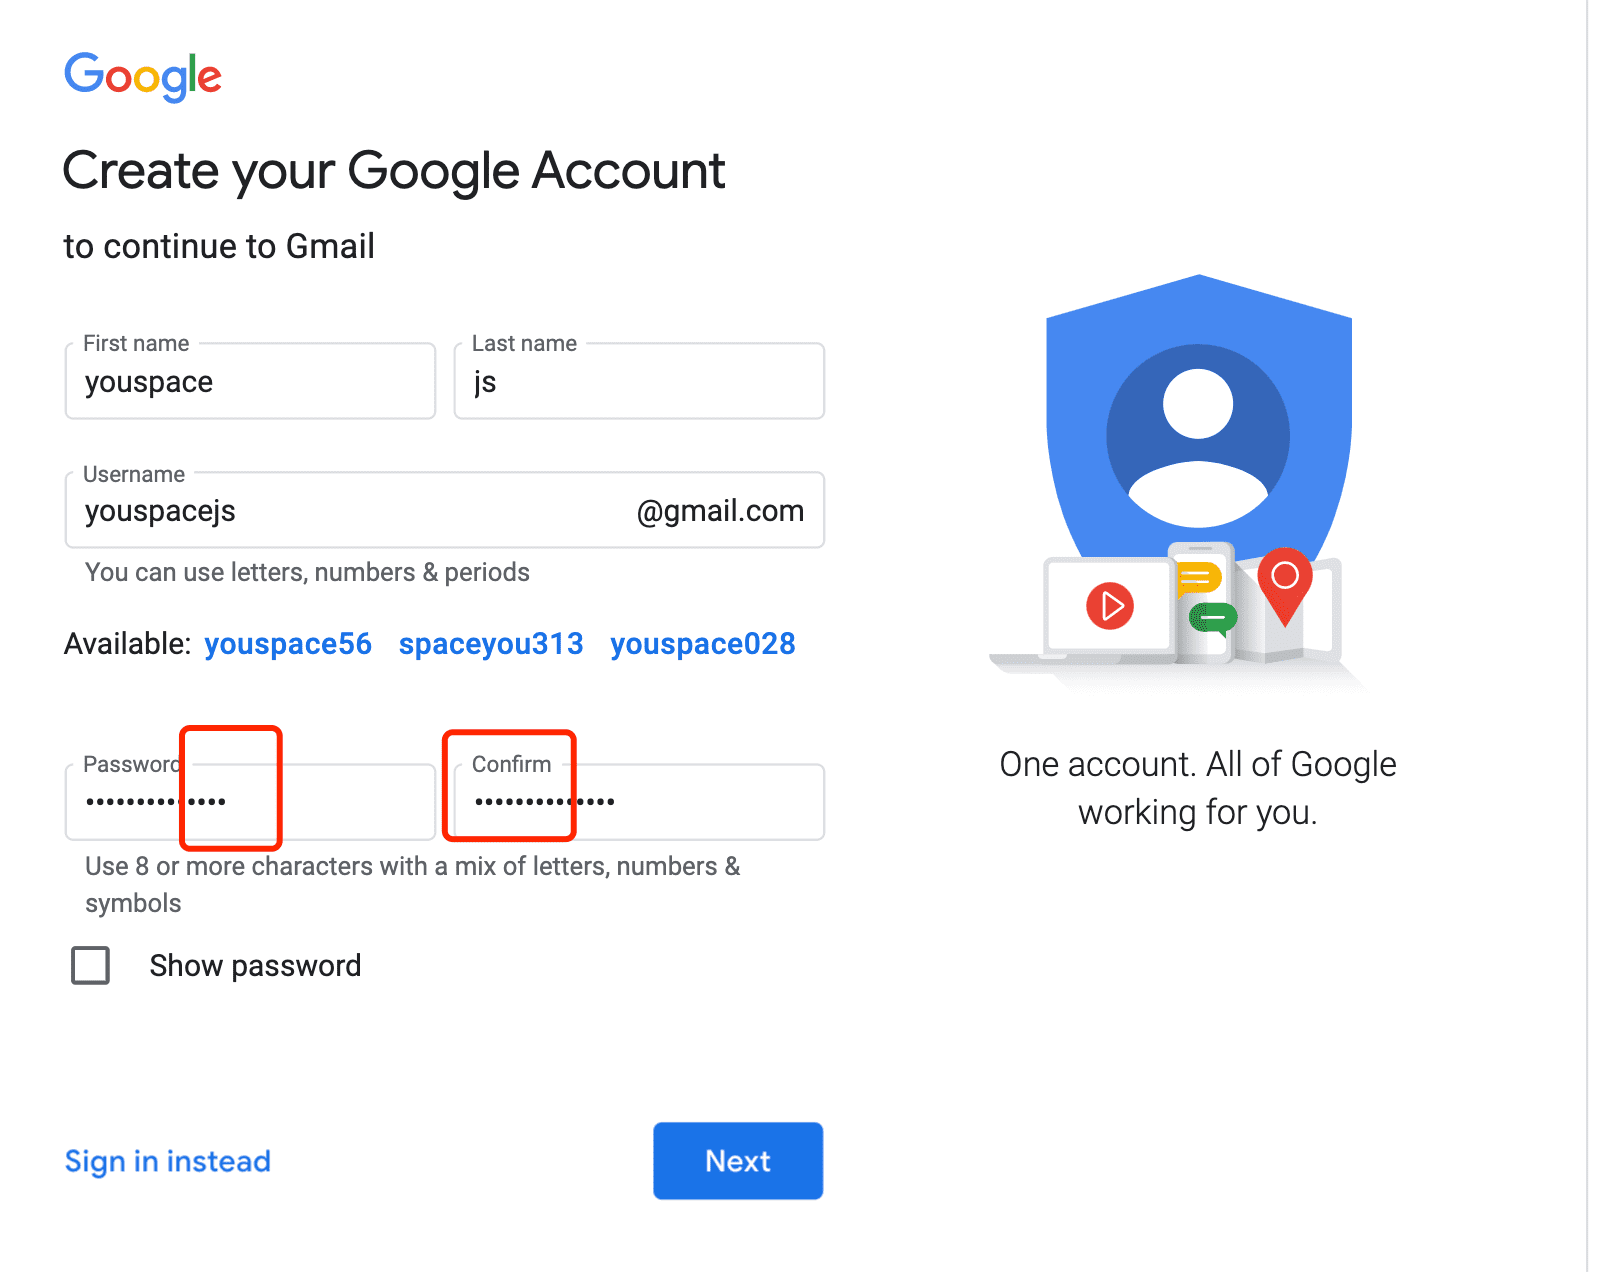 Google
Create your Google Account
to continue to Gmail
First name
youspace
Last name
js
Username
youspacejs @gmail.com
You can use letters, numbers & periods
Available: youspace56 spaceyou313 youspace028
Password
••••••••••••••
Confirm
••••••••••••••
Use 8 or more characters with a mix of letters, numbers &
symbols
Show password
Sign in instead
Next
One account. All of Google
working for you.